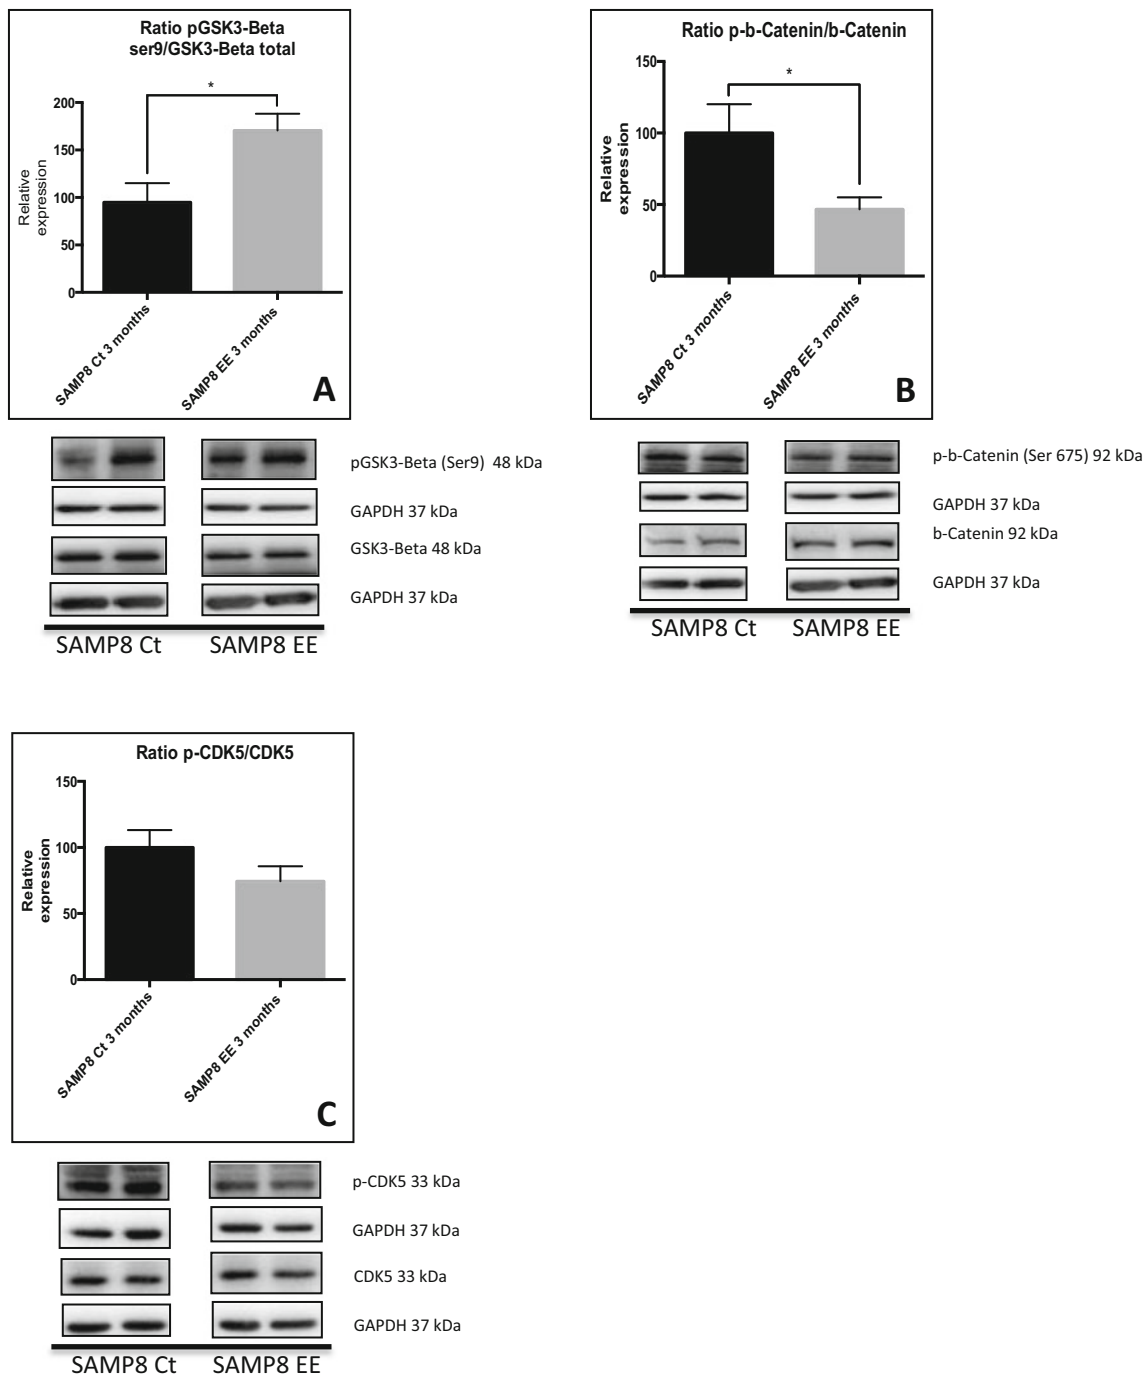 Ratio pGSK3-Beta
ser9/GSK3-Beta total
*
200
150
100
50
0
Relative
expression
SAMP8 Ct 3 months
SAMP8 EE 3 months
A
pGSK3-Beta (Ser9) 48 kDa
GAPDH 37 kDa
GSK3-Beta 48 kDa
GAPDH 37 kDa
SAMP8 Ct
SAMP8 EE
Ratio p-b-Catenin/b-Catenin
*
150
100
50
0
Relative
expression
SAMP8 Ct 3 months
SAMP8 EE 3 months
B
p-b-Catenin (Ser 675) 92 kDa
GAPDH 37 kDa
b-Catenin 92 kDa
GAPDH 37 kDa
SAMP8 Ct
SAMP8 EE
Ratio p-CDK5/CDK5
150
100
50
0
Relative
expression
SAMP8 Ct 3 months
SAMP8 EE 3 months
C
p-CDK5 33 kDa
GAPDH 37 kDa
CDK5 33 kDa
GAPDH 37 kDa
SAMP8 Ct
SAMP8 EE